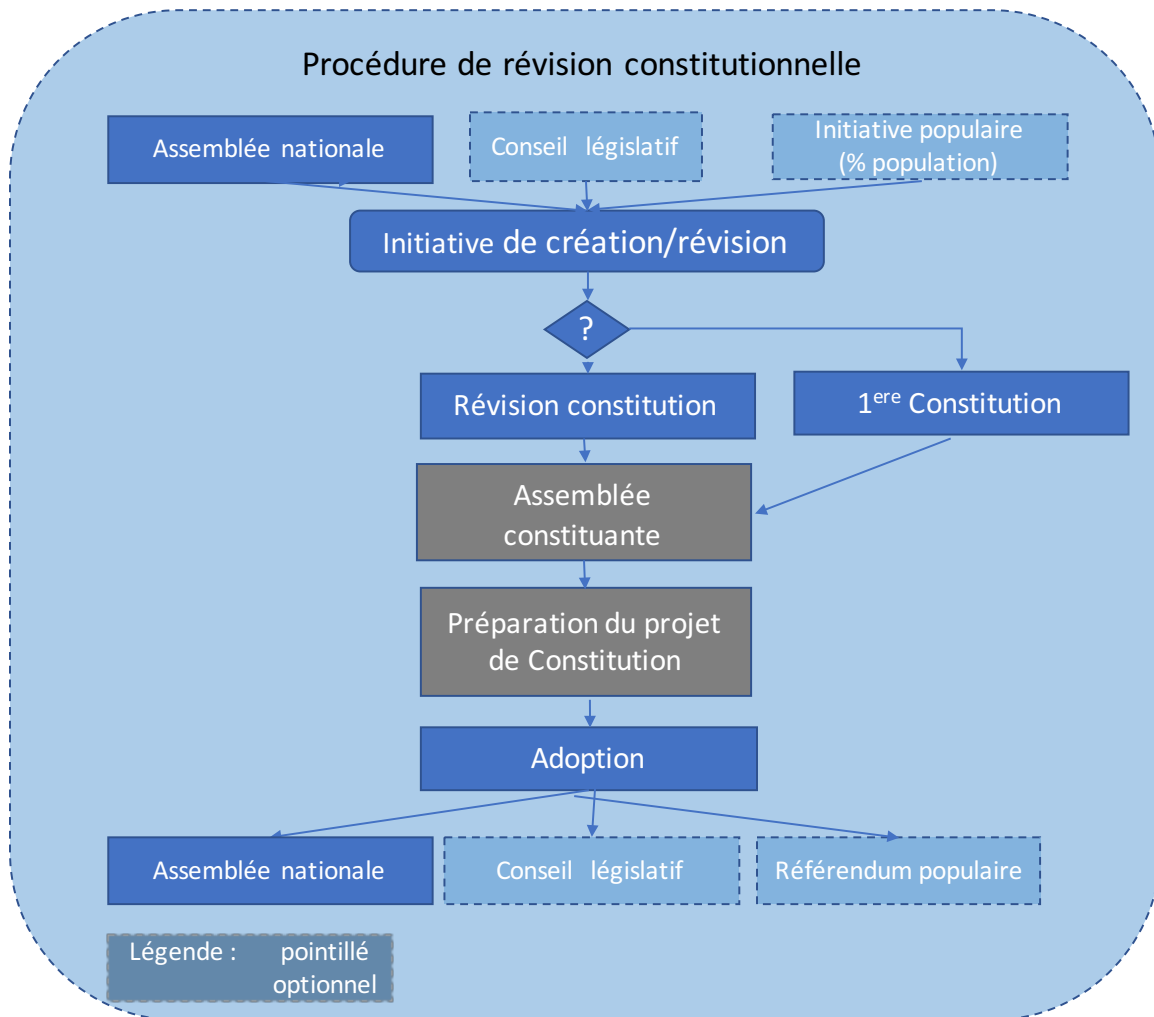 Procédure de révision constitutionnelle
Assemblée nationale
Conseil législatif
Initiative populaire
(% population)
Initiative de création/révision
?
Révision constitution
1ere Constitution
Assemblée
constituante
Préparation du projet
de Constitution
Adoption
Assemblée nationale
Conseil législatif
Référendum populaire
Légende : pointillé
optionnel